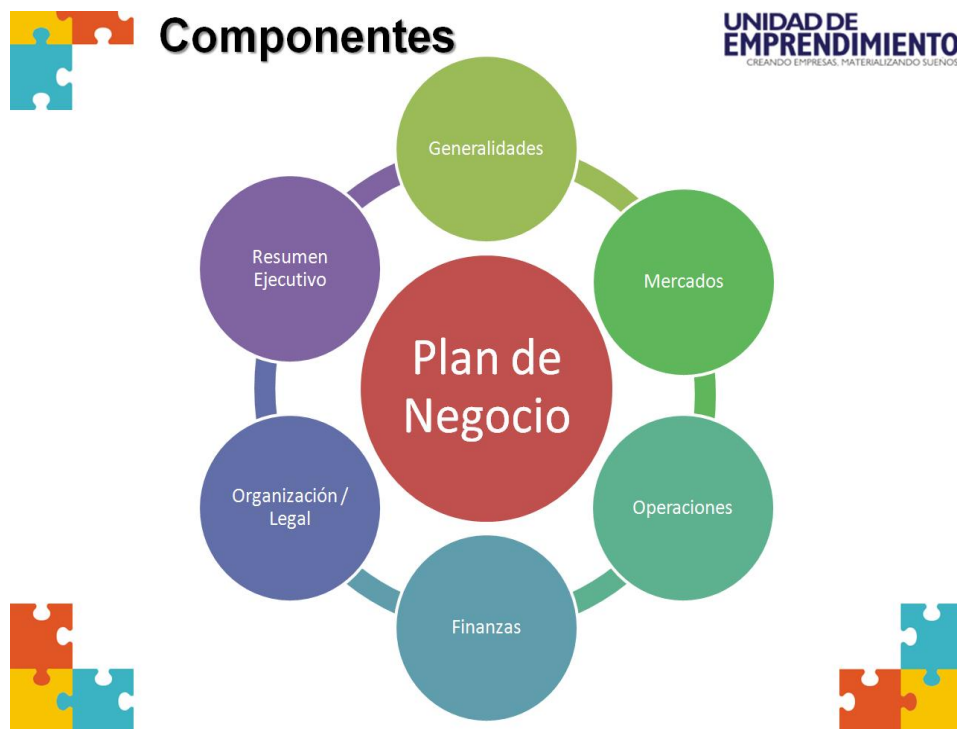 Componentes
UNIDAD DE
EMPRENDIMIENTO
CREANDO EMPRESAS, MATERIALIZANDO SUEÑOS
Generalidades
Mercados
Operaciones
Finanzas
Organización /
Legal
Resumen
Ejecutivo
Plan de
Negocio